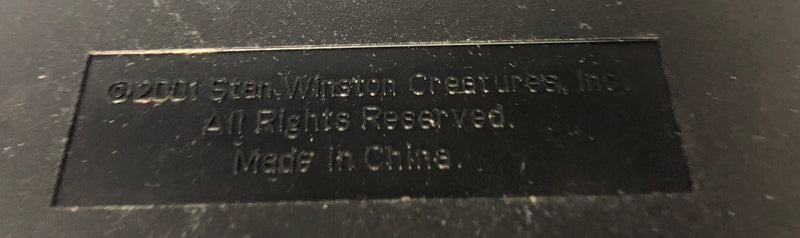 ©2001 Stan Winston Creatures, Inc.
All Rights Reserved.
Made in China.